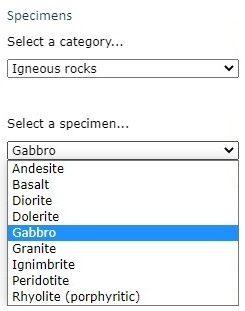 Specimens
Select a category...
Igneous rocks
Select a specimen...
Gabbro
Andesite
Basalt
Diorite
Dolerite
Gabbro
Granite
Ignimbrite
Peridotite
Rhyolite (porphyritic)